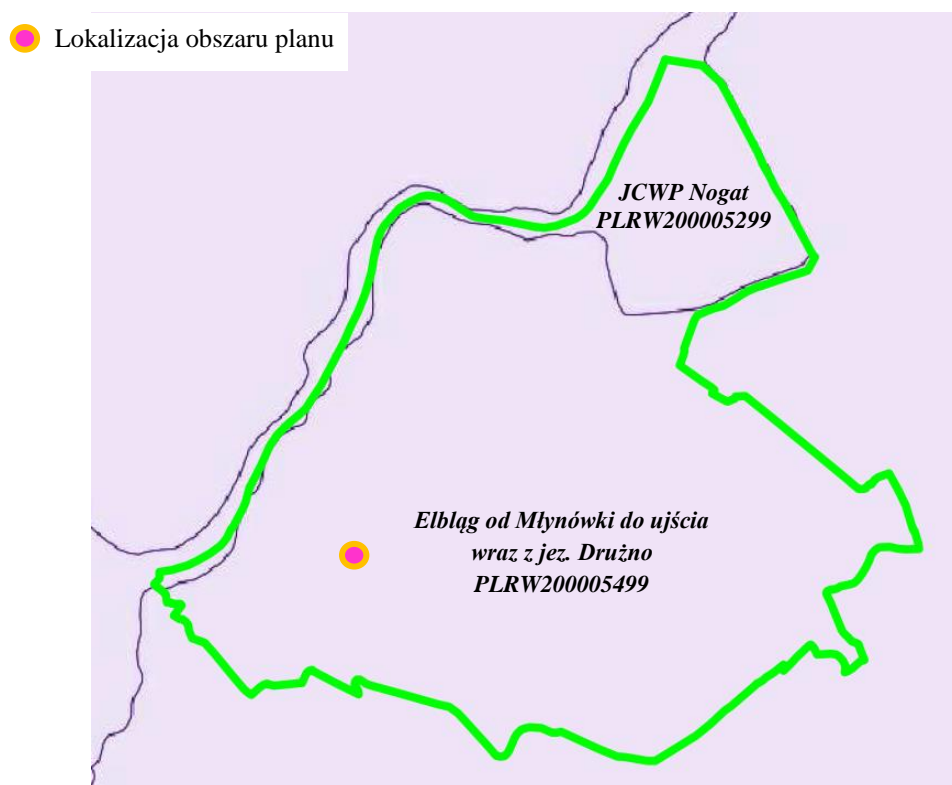 Lokalizacja obszaru planu
JCWP Nogat
PLRW200005299
Elbląg od Młynówki do ujścia
wraz z jez. Drużno
PLRW200005499